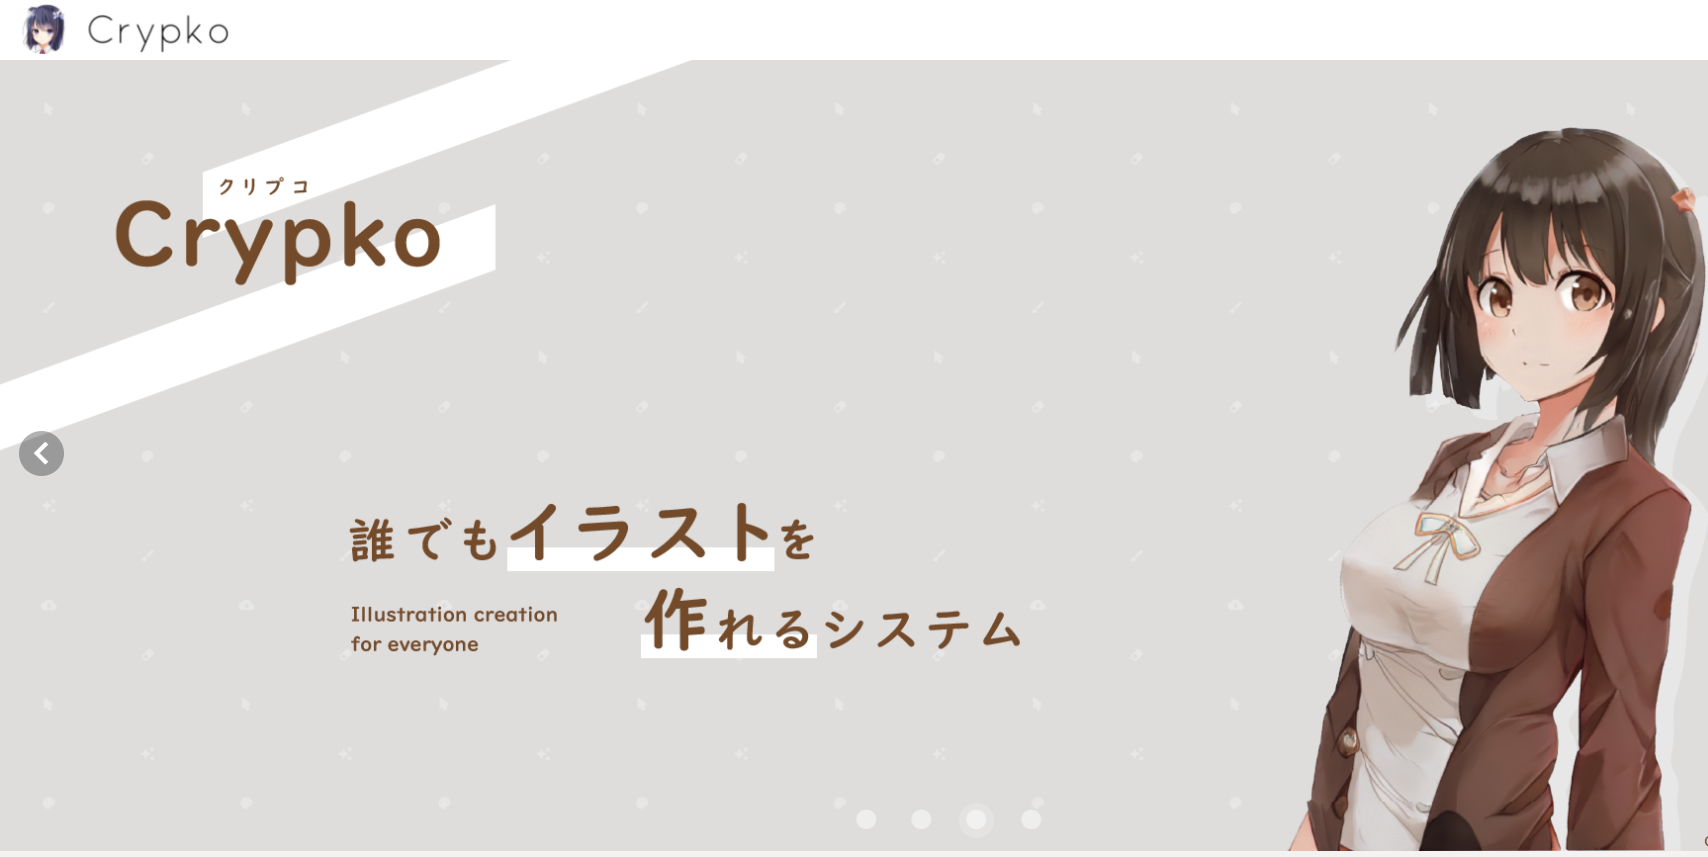 Crypko
クリプコ
Crypko
誰でもイラストを
作れるシステム
Illustration creation
for everyone